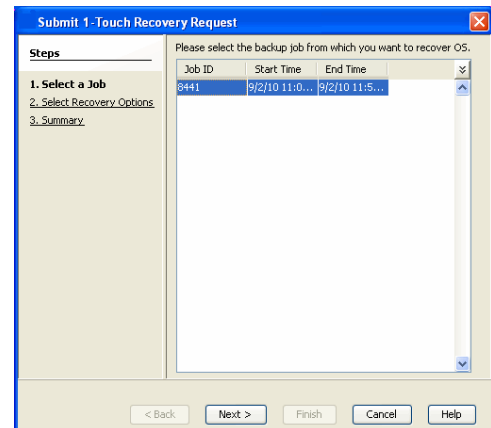 Submit 1-Touch Recovery Request
Steps
1. Select a Job
2. Select Recovery Options
3. Summary
Please select the backup job from which you want to recover OS.
Job ID Start Time End Time
8441 9/2/10 11:0... 9/2/10 11:5...
< Back Next > Finish Cancel Help